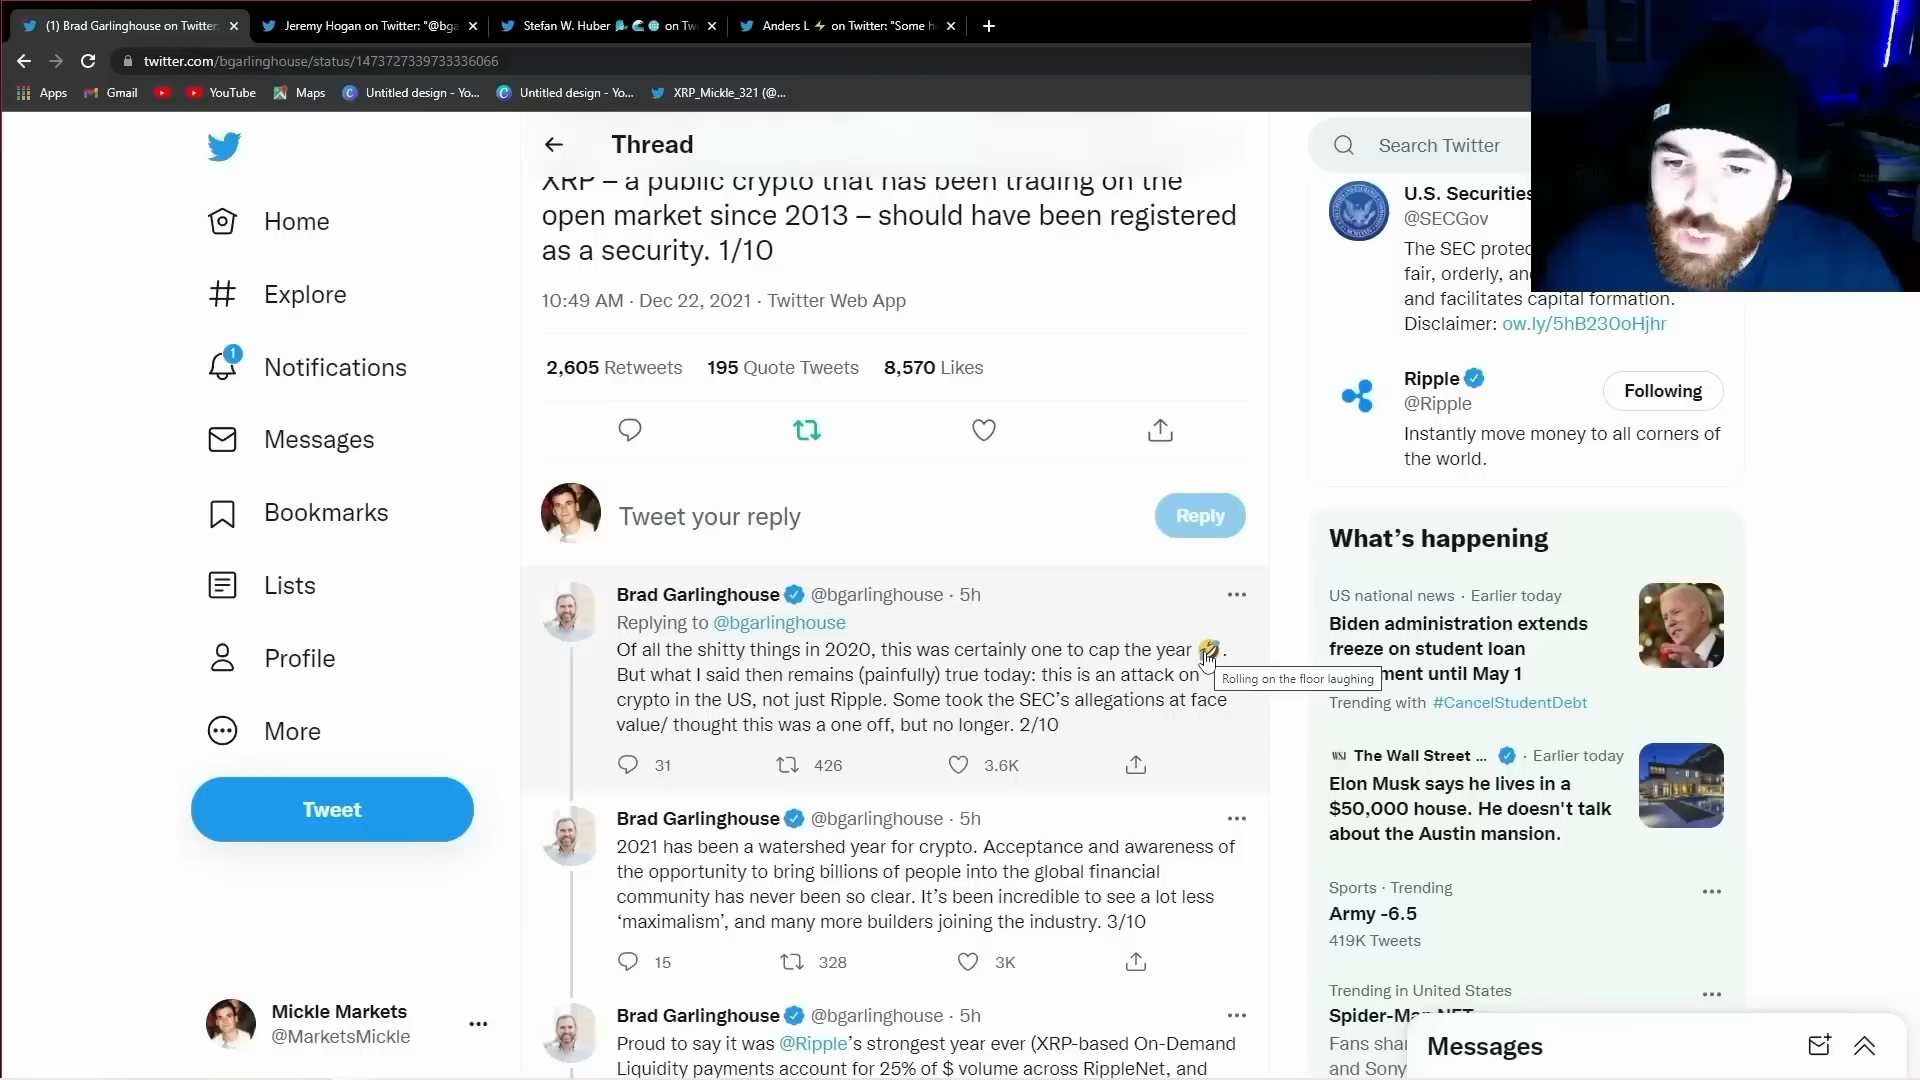 (1) Brad Garlinghouse on Twitter:
Jeremy Hogan on Twitter: "@bga
Stefan W. Huber
on Tw
Anders L ⚡ on Twitter: "Some h
twitter.com/bgarlinghouse/status/1473727339733336066
Apps
Gmail
YouTube
Maps
Untitled design - Yo...
Untitled design - Yo...
XRP_Mickle_321 (@...
Home
Explore
1
Notifications
Messages
Bookmarks
Lists
Profile
More
Tweet
Mickle Markets
@MarketsMickle
Thread
XRP – a public crypto that has been trading on the
open market since 2013 – should have been registered
as a security. 1/10
10:49 AM · Dec 22, 2021 · Twitter Web App
2,605 Retweets 195 Quote Tweets 8,570 Likes
Tweet your reply
Reply
Brad Garlinghouse @bgarlinghouse · 5h
Replying to @bgarlinghouse
Of all the shitty things in 2020, this was certainly one to cap the year 🤣.
But what I said then remains (painfully) true today: this is an attack on
crypto in the US, not just Ripple. Some took the SEC's allegations at face
value/ thought this was a one off, but no longer. 2/10
31 426 3.6K
Rolling on the floor laughing
Brad Garlinghouse @bgarlinghouse · 5h
2021 has been a watershed year for crypto. Acceptance and awareness of
the opportunity to bring billions of people into the global financial
community has never been so clear. It's been incredible to see a lot less
‘maximalism’, and many more builders joining the industry. 3/10
15 328 3K
Brad Garlinghouse @bgarlinghouse · 5h
Proud to say it was @Ripple's strongest year ever (XRP-based On-Demand
Liquidity payments account for 25% of $ volume across RippleNet, and
Search Twitter
U.S. Securities
@SECGov
The SEC protec
fair, orderly, an
and facilitates capital formation.
Disclaimer: ow.ly/5hB23OoHjhr
Ripple
@Ripple
Following
Instantly move money to all corners of
the world.
What's happening
US national news · Earlier today
Biden administration extends
freeze on student loan
ment until May 1
Trending with #CancelStudentDebt
WSJ The Wall Street ... · Earlier today
Elon Musk says he lives in a
$50,000 house. He doesn't talk
about the Austin mansion.
Sports · Trending
Army -6.5
419K Tweets
Trending in United States
Spider-Man NFT
Fans shar
and Sony
Messages